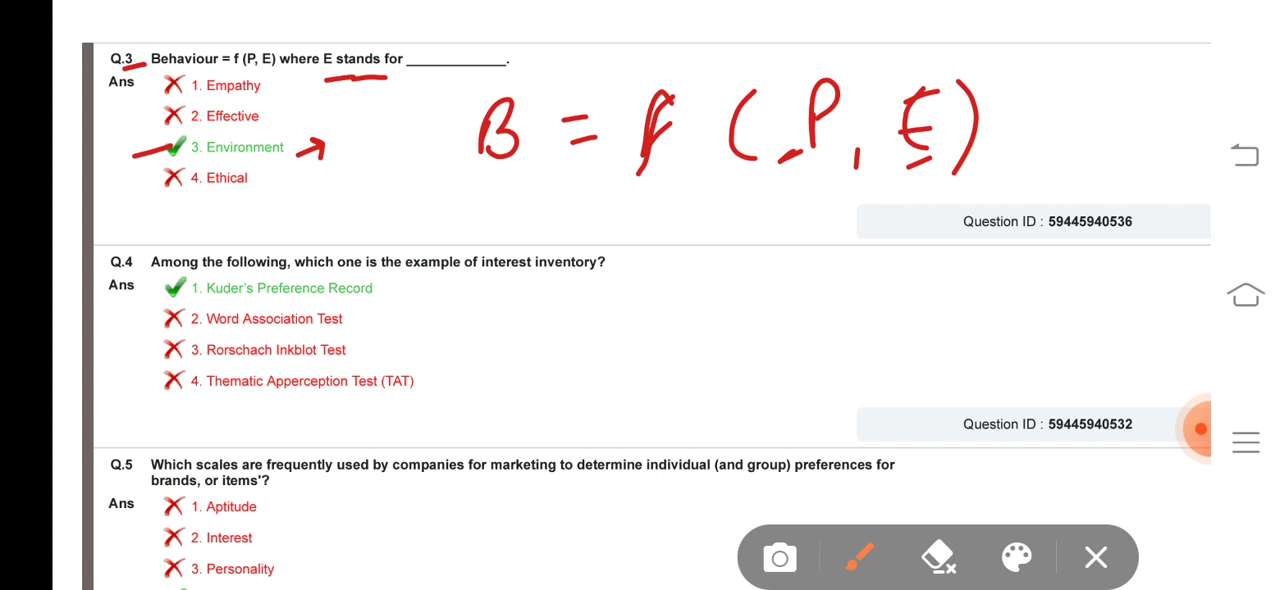 Q.3 Behaviour = f (P, E) where E stands for ____________.
Ans 1. Empathy
2. Effective
3. Environment
4. Ethical
B = f (P, E)
Question ID : 59445940536
Q.4 Among the following, which one is the example of interest inventory?
Ans 1. Kuder's Preference Record
2. Word Association Test
3. Rorschach Inkblot Test
4. Thematic Apperception Test (TAT)
Question ID : 59445940532
Q.5 Which scales are frequently used by companies for marketing to determine individual (and group) preferences for
brands, or items'?
Ans 1. Aptitude
2. Interest
3. Personality